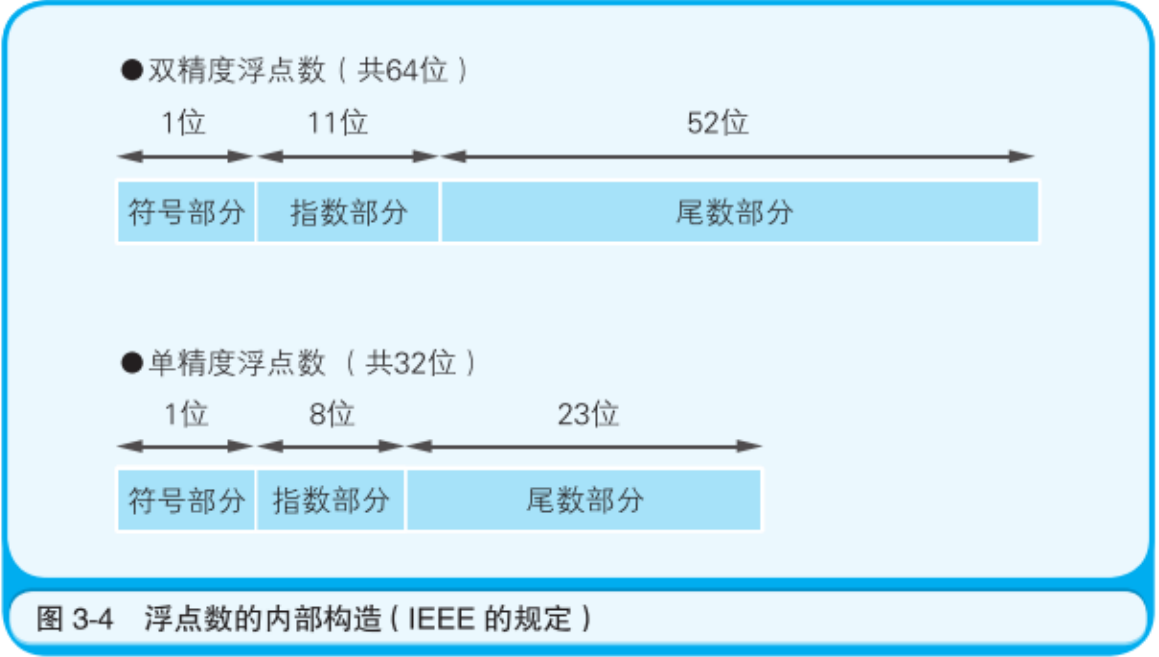 ●双精度浮点数（共64位）
1位 11位 52位
符号部分 指数部分 尾数部分
●单精度浮点数 （共32位）
1位 8位 23位
符号部分 指数部分 尾数部分
图 3-4 浮点数的内部构造（IEEE 的规定）